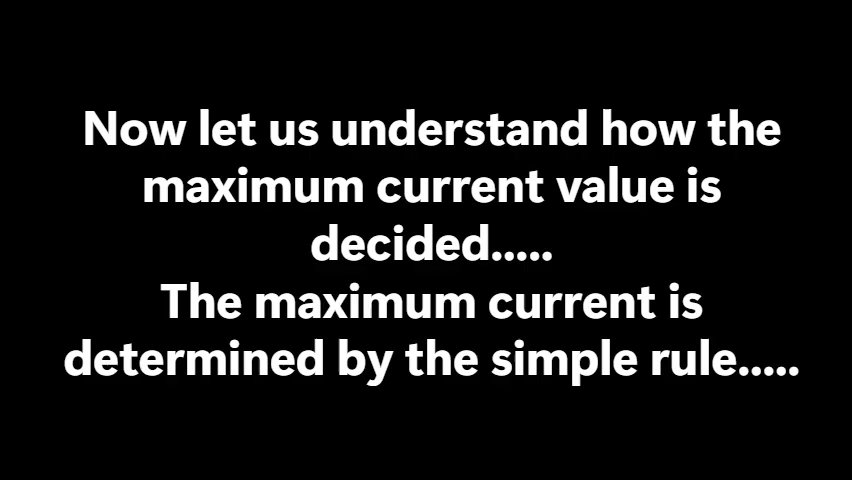 Now let us understand how the
maximum current value is
decided.....
The maximum current is
determined by the simple rule.....